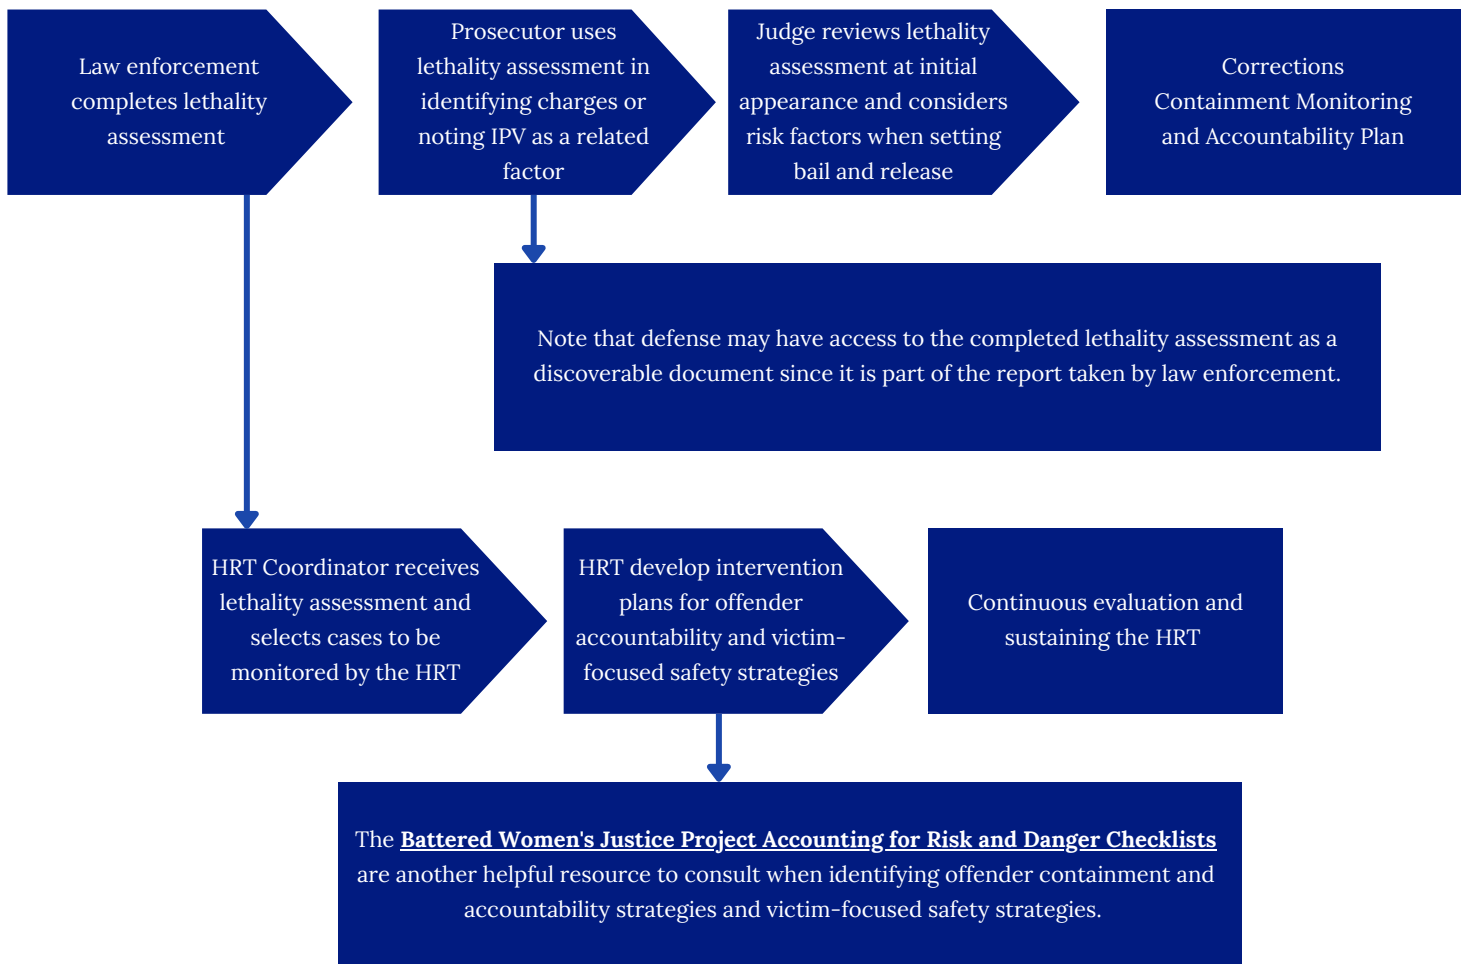 Law enforcement
completes lethality
assessment
Prosecutor uses
lethality assessment in
identifying charges or
noting IPV as a related
factor
Judge reviews lethality
assessment at initial
appearance and considers
risk factors when setting
bail and release
Corrections
Containment Monitoring
and Accountability Plan
Note that defense may have access to the completed lethality assessment as a
discoverable document since it is part of the report taken by law enforcement.
HRT Coordinator receives
lethality assessment and
selects cases to be
monitored by the HRT
HRT develop intervention
plans for offender
accountability and victim-
focused safety strategies
Continuous evaluation and
sustaining the HRT
The Battered Women's Justice Project Accounting for Risk and Danger Checklists
are another helpful resource to consult when identifying offender containment and
accountability strategies and victim-focused safety strategies.